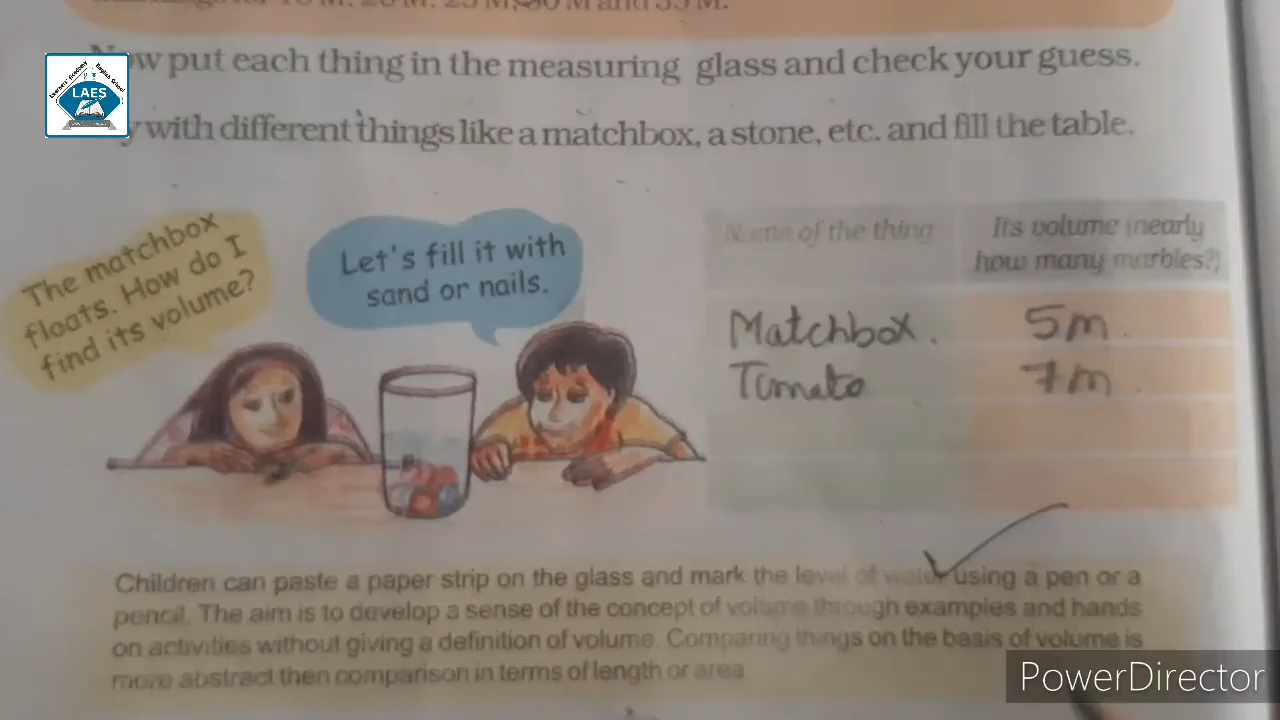 Now put each thing in the measuring glass and check your guess.
y with different things like a matchbox, a stone, etc. and fill the table.
LAES
The matchbox
floats. How do I
find its volume?
Let's fill it with
sand or nails.
Name of the thing
Its volume (nearly
how many marbles?)
Matchbox. 5m.
Tomato 7m.
Children can paste a paper strip on the glass and mark the level of water using a pen or a
pencil. The aim is to develop a sense of the concept of volume through examples and hands
on activities without giving a definition of volume. Comparing things on the basis of volume is
more abstract then comparison in terms of length or area
PowerDirector